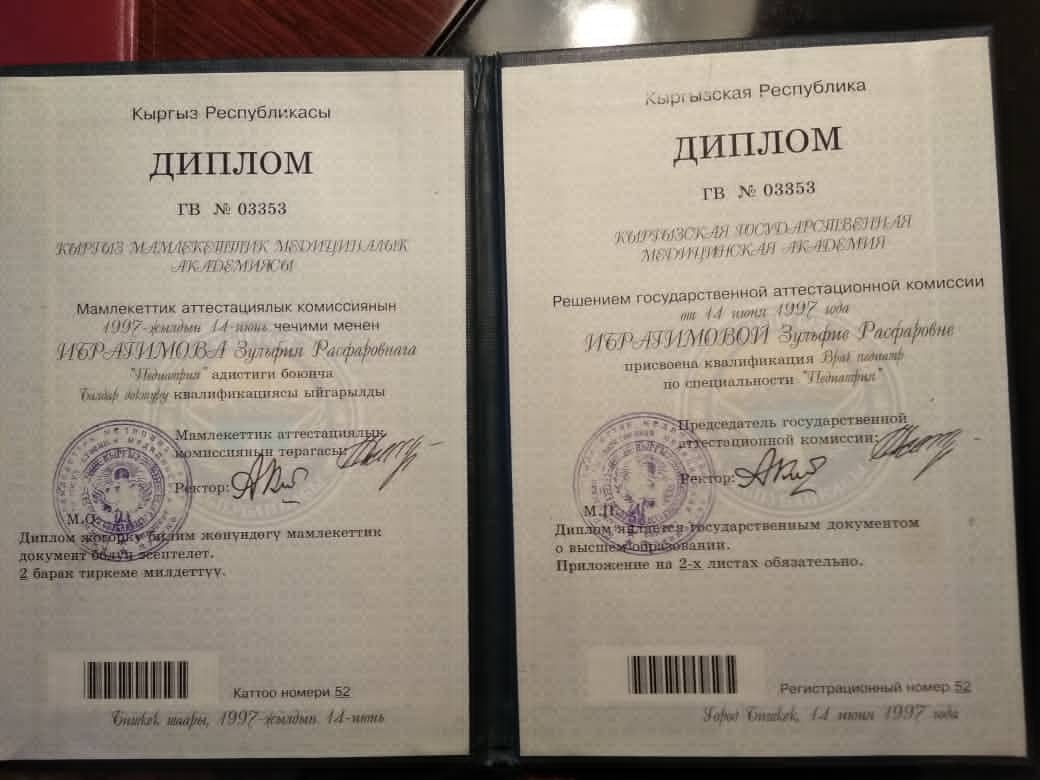 Кыргыз Республикасы
ДИПЛОМ
ГВ № 03353
КЫРГЫЗ МАМЛЕКЕТТИК МЕДИЦИНАЛЫК
АКАДЕМИЯСЫ
Мамлекеттик аттестациялык комиссиянын
1997-жылдын 14-июнь чечими менен
ИБРАГИМОВА Зульфия Расфаровнага
"Педиатрия" адистиги боюнча
Балдар доктуру квалификациясы ыйгарылды
Мамлекеттик аттестациялык
комиссиянын төрагасы:
Ректор:
М.О.
Диплом жогорку билим жөнүндөгү мамлекеттик
документ болуп эсептелет.
2 барак тиркеме милдеттүү.
Каттоо номери 52
Бишкек шаары, 1997-жылдын 14-июнь
Кыргызская Республика
ДИПЛОМ
ГВ № 03353
КЫРГЫЗСКАЯ ГОСУДАРСТВЕННАЯ
МЕДИЦИНСКАЯ АКАДЕМИЯ
Решением государственной аттестационной комиссии
от 14 июня 1997 года
ИБРАГИМОВОЙ Зульфие Расфаровне
присвоена квалификация Врач педиатр
по специальности "Педиатрия"
Председатель государственной
аттестационной комиссии:
Ректор:
М.П.
Диплом является государственным документом
о высшем образовании.
Приложение на 2-х листах обязательно.
Регистрационный номер 52
Город Бишкек, 14 июня 1997 года